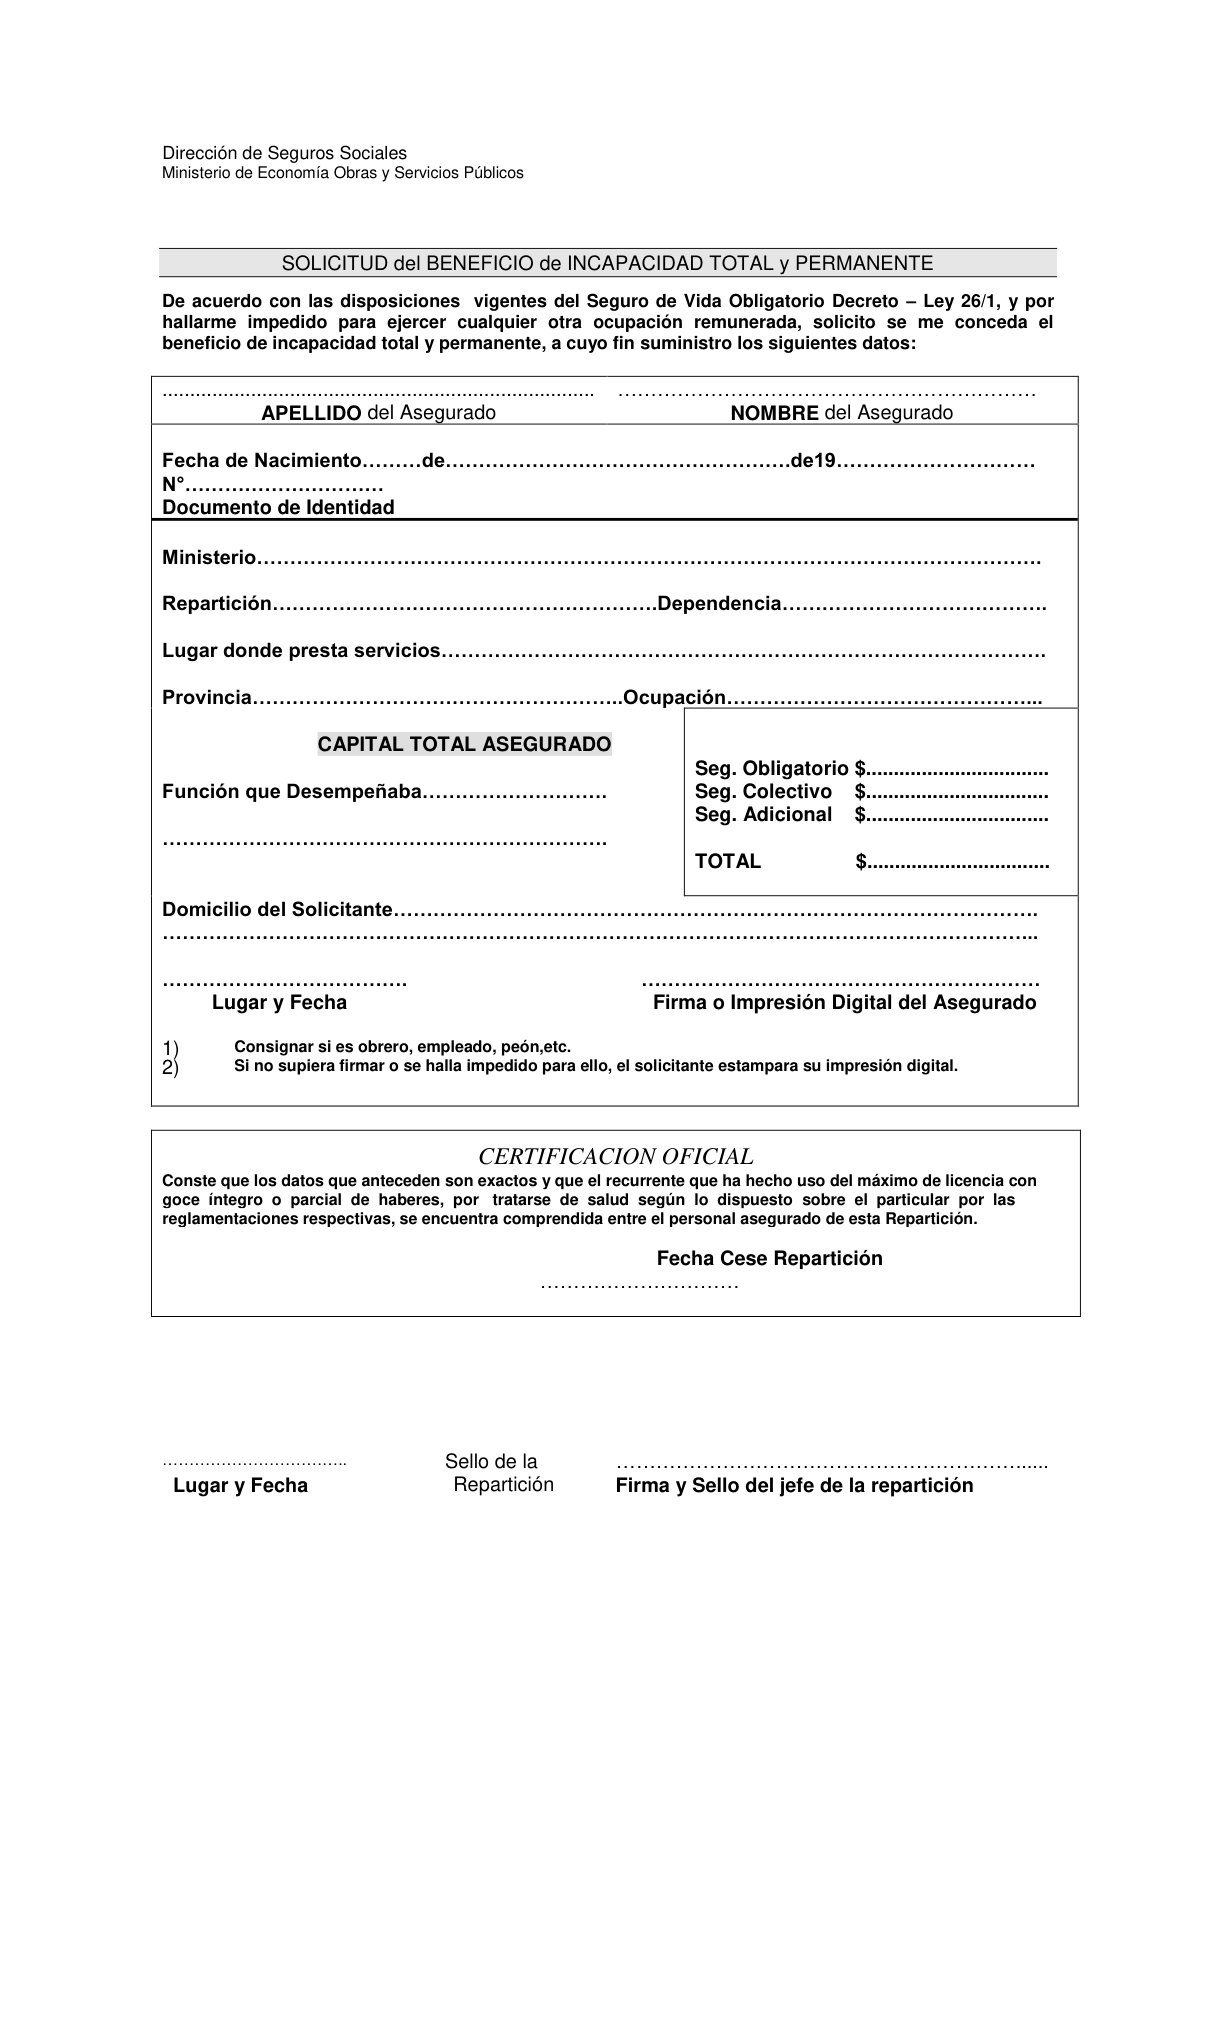 Dirección de Seguros Sociales
Ministerio de Economía Obras y Servicios Públicos
SOLICITUD del BENEFICIO de INCAPACIDAD TOTAL y PERMANENTE
De acuerdo con las disposiciones vigentes del Seguro de Vida Obligatorio Decreto – Ley 26/1, y por
hallarme impedido para ejercer cualquier otra ocupación remunerada, solicito se me conceda el
beneficio de incapacidad total y permanente, a cuyo fin suministro los siguientes datos:
.............................................................................. ………………………………………………………
APELLIDO del Asegurado NOMBRE del Asegurado
Fecha de Nacimiento………de…………………………………………….de19…………………………
N°…………………………
Documento de Identidad
Ministerio……………………………………………………………………………………………………….
Repartición………………………………………………….Dependencia………………………………….
Lugar donde presta servicios……………………………………………………………………………….
Provincia………………………………………………..Ocupación………………………………………...
CAPITAL TOTAL ASEGURADO
Seg. Obligatorio $.................................
Función que Desempeñaba……………………….
Seg. Colectivo $.................................
Seg. Adicional $.................................
………………………………………………………….
TOTAL $.................................
Domicilio del Solicitante…………………………………………………………………………………….
…………………………………………………………………………………………………………………...
………………………………. ……………………………………………………
Lugar y Fecha Firma o Impresión Digital del Asegurado
1) Consignar si es obrero, empleado, peón,etc.
2) Si no supiera firmar o se halla impedido para ello, el solicitante estampara su impresión digital.
CERTIFICACION OFICIAL
Conste que los datos que anteceden son exactos y que el recurrente que ha hecho uso del máximo de licencia con
goce íntegro o parcial de haberes, por tratarse de salud según lo dispuesto sobre el particular por las
reglamentaciones respectivas, se encuentra comprendida entre el personal asegurado de esta Repartición.
Fecha Cese Repartición
…………………………
…………………………….. Sello de la …………………………………………………….....
Lugar y Fecha Repartición Firma y Sello del jefe de la repartición